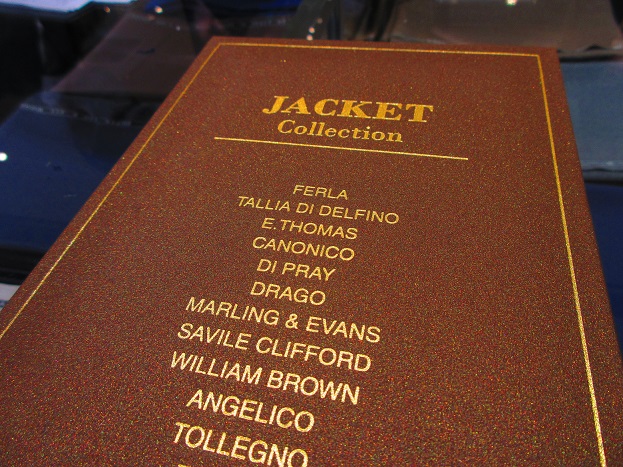 JACKET
Collection
FERLA
TALLIA DI DELFINO
E.THOMAS
CANONICO
DI PRAY
DRAGO
MARLING & EVANS
SAVILE CLIFFORD
WILLIAM BROWN
ANGELICO
TOLLEGNO